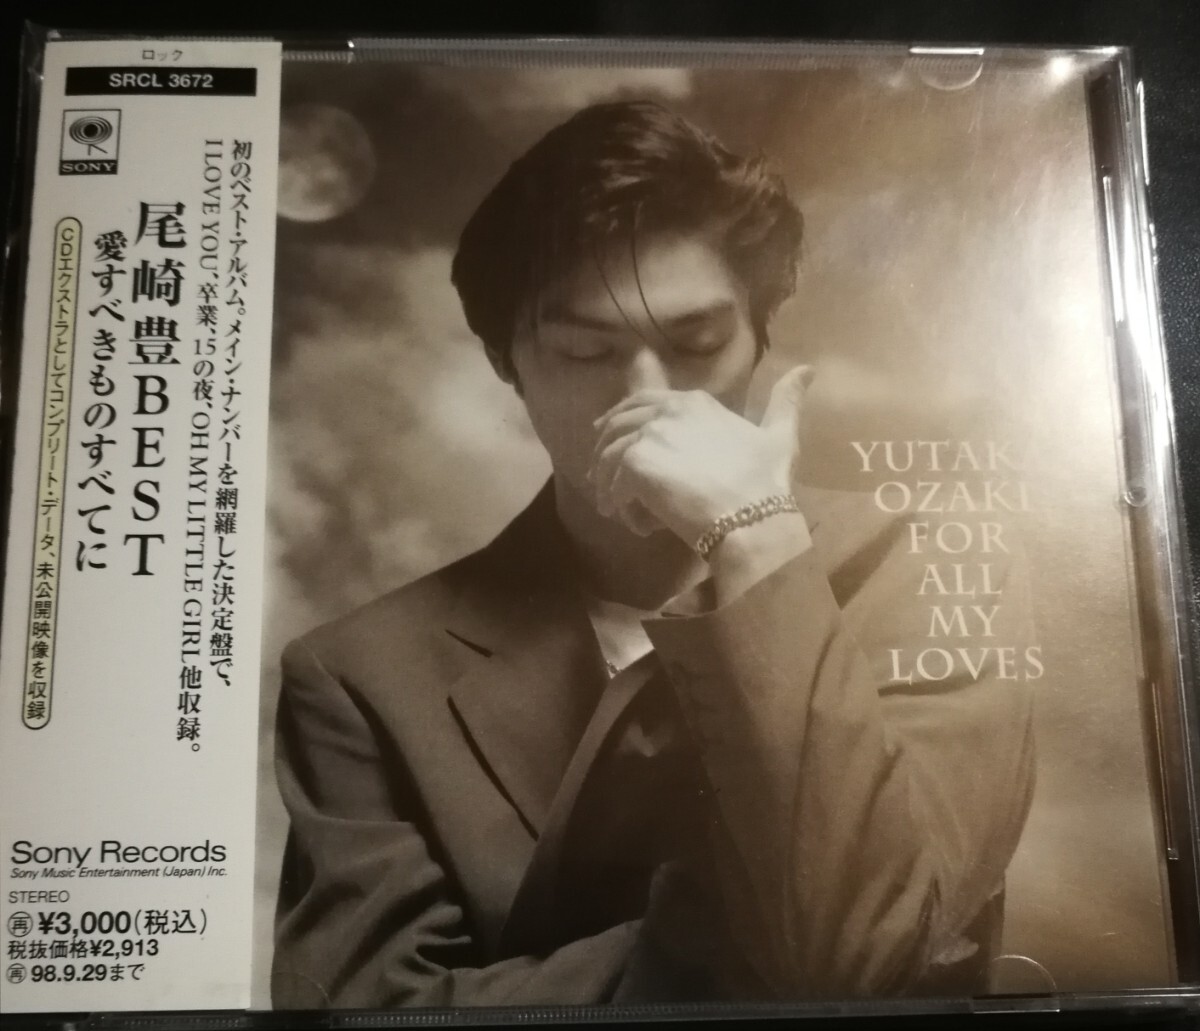 ロック
SRCL 3672
SONY
初のベスト・アルバム。メイン・ナンバーを網羅した決定盤で、
I LOVE YOU、卒業、15の夜、OH MY LITTLE GIRL他収録。
尾崎豊BEST
愛すべきものすべてに
CDエクストラとしてコンプリート・データ、未公開映像を収録
Sony Records
Sony Music Entertainment (Japan) Inc.
STEREO
再 ¥3,000(税込)
税抜価格¥2,913
再 98.9.29まで
YUTAKA
OZAKI
FOR
ALL
MY
LOVES